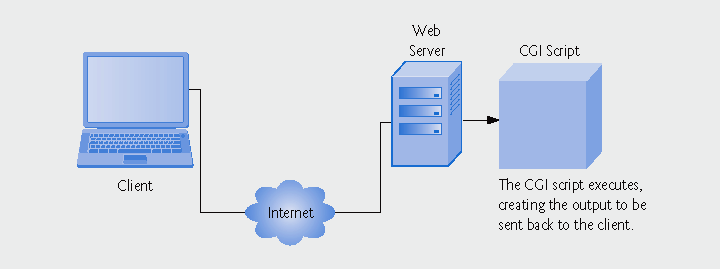 Web
Server
CGI Script
Client
Internet
The CGI script executes,
creating the output to be
sent back to the client.